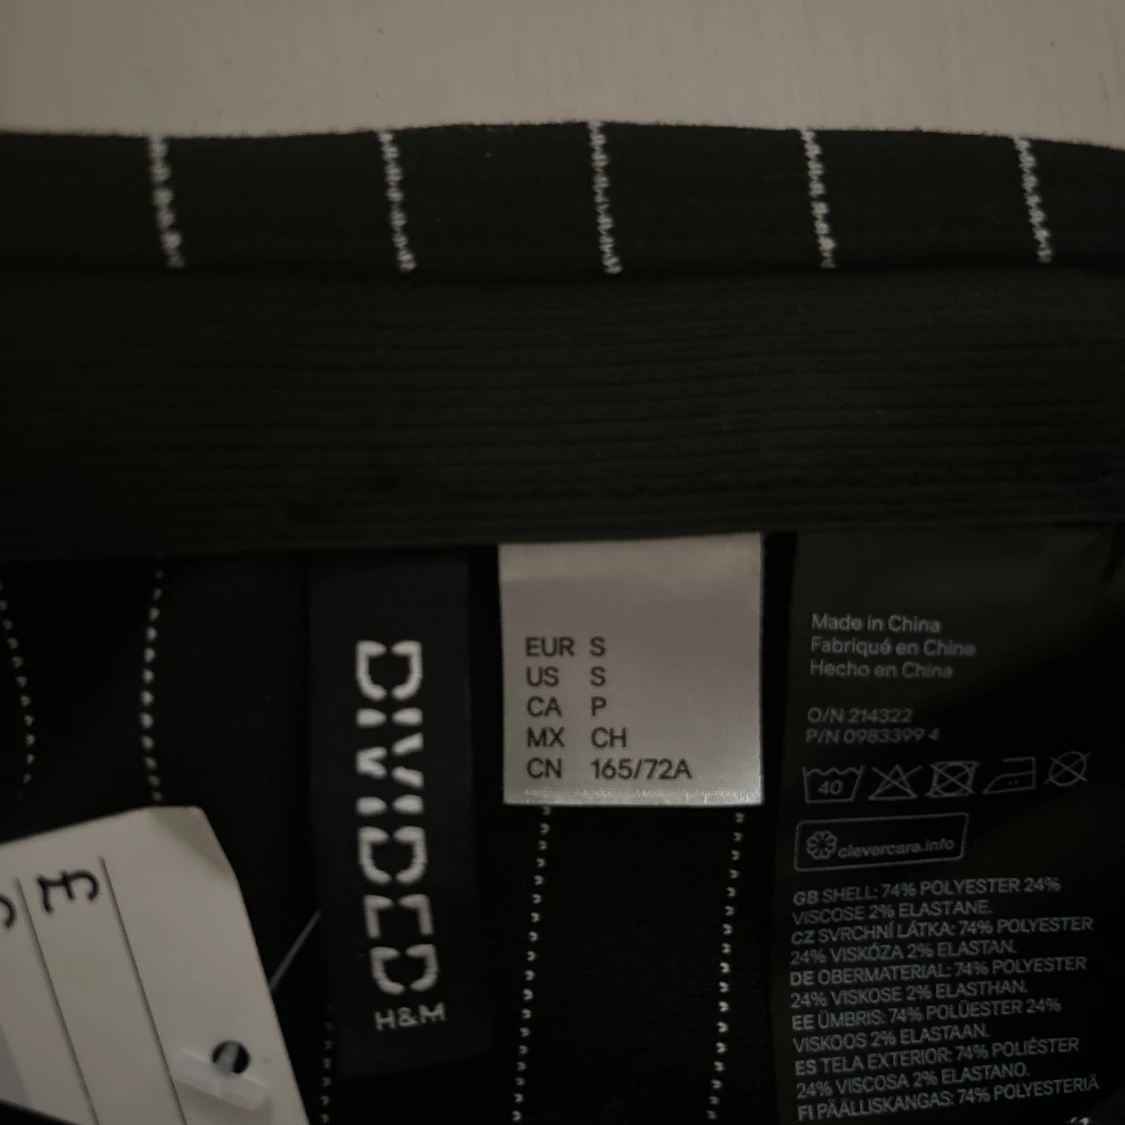 DIVIDED
H&M
EUR S
US S
CA P
MX CH
CN 165/72A
Made in China
Fabriqué en Chine
Hecho en China
O/N 214322
P/N 0983399 4
40
clevercare.info
GB SHELL: 74% POLYESTER 24%
VISCOSE 2% ELASTANE.
CZ SVRCHNÍ LÁTKA: 74% POLYESTER
24% VISKÓZA 2% ELASTAN.
DE OBERMATERIAL: 74% POLYESTER
24% VISKOSE 2% ELASTHAN.
EE ÜMBRIS: 74% POLÜESTER 24%
VISKOOS 2% ELASTAAN.
ES TELA EXTERIOR: 74% POLIÉSTER
24% VISCOSA 2% ELASTANO.
FI PÄÄLLISKANGAS: 74% POLYESTERIÄ